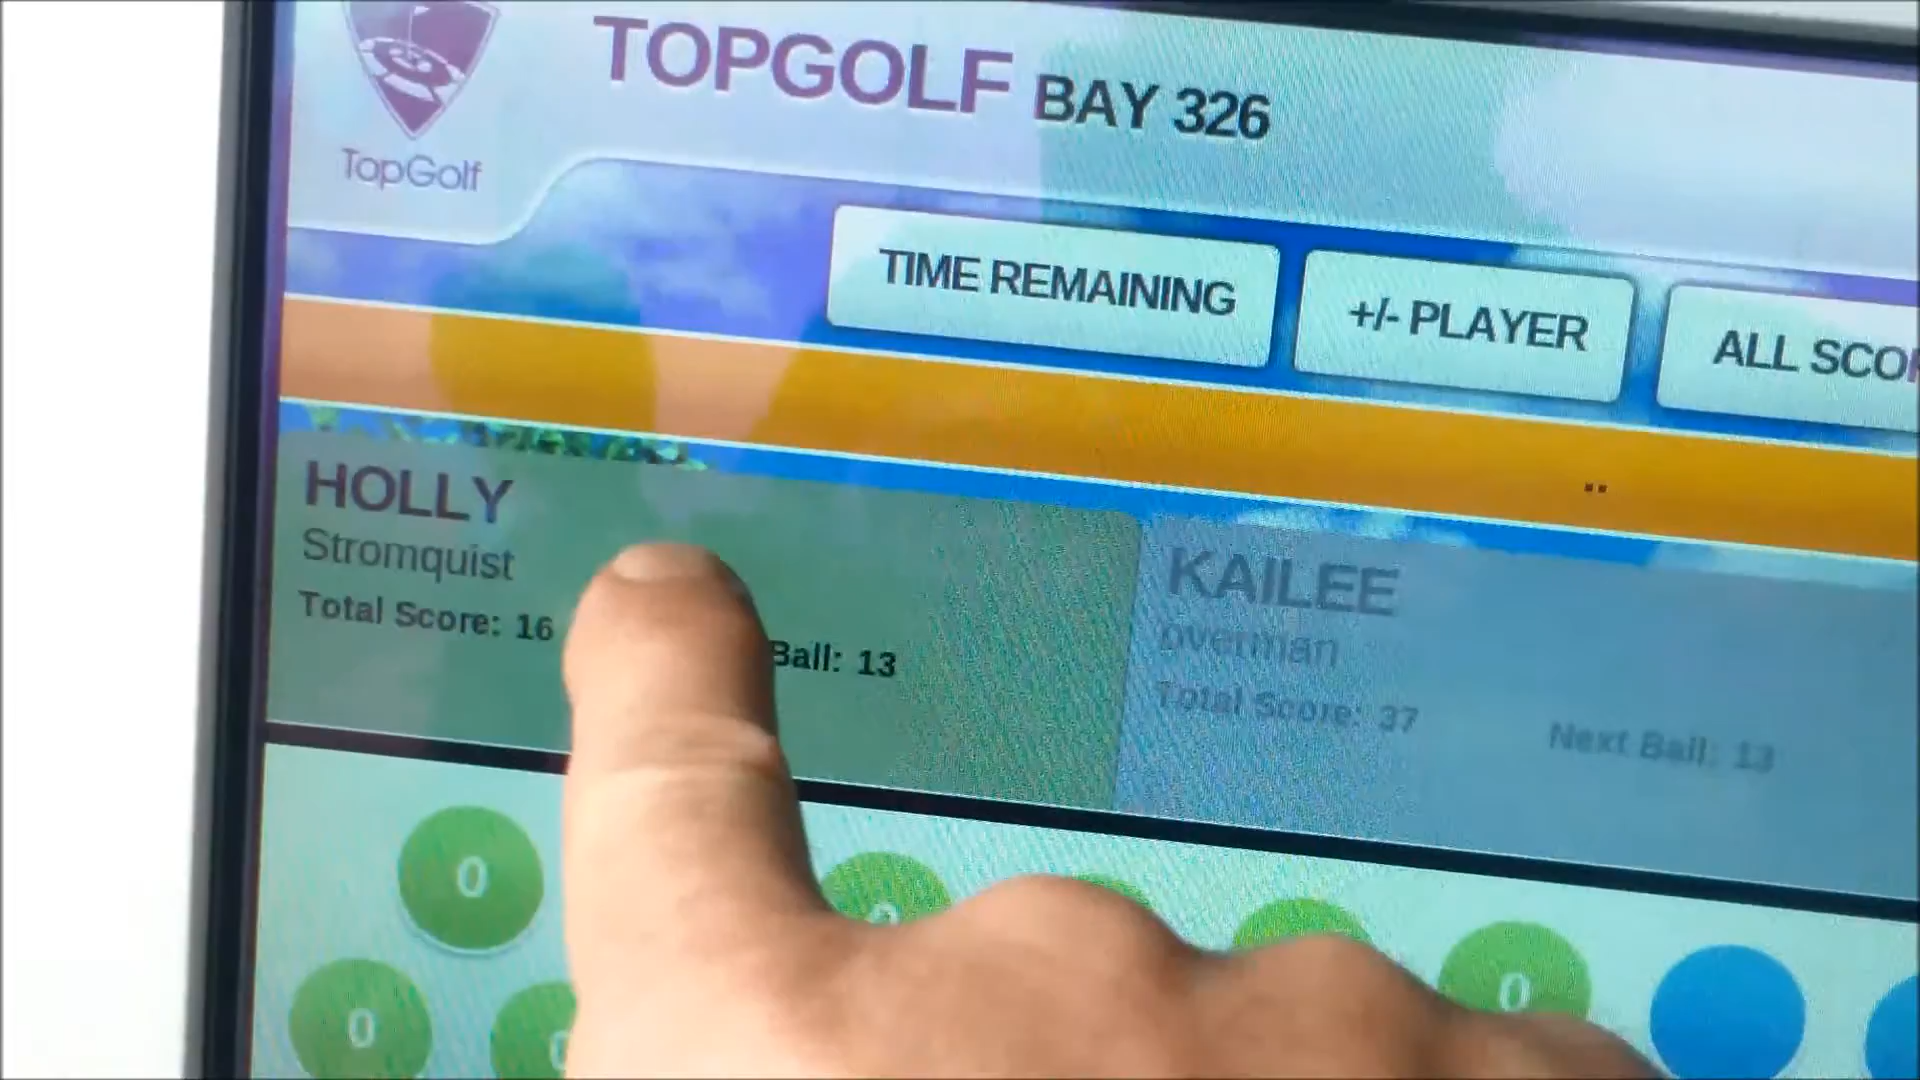 TOPGOLF BAY 326
TopGolf
TIME REMAINING
+/- PLAYER
ALL
HOLLY
Stromquist
Total Score: 16
Ball: 13
KAILEE
overman
Total Score: 37
Next Ball: 13
0
0
0
0